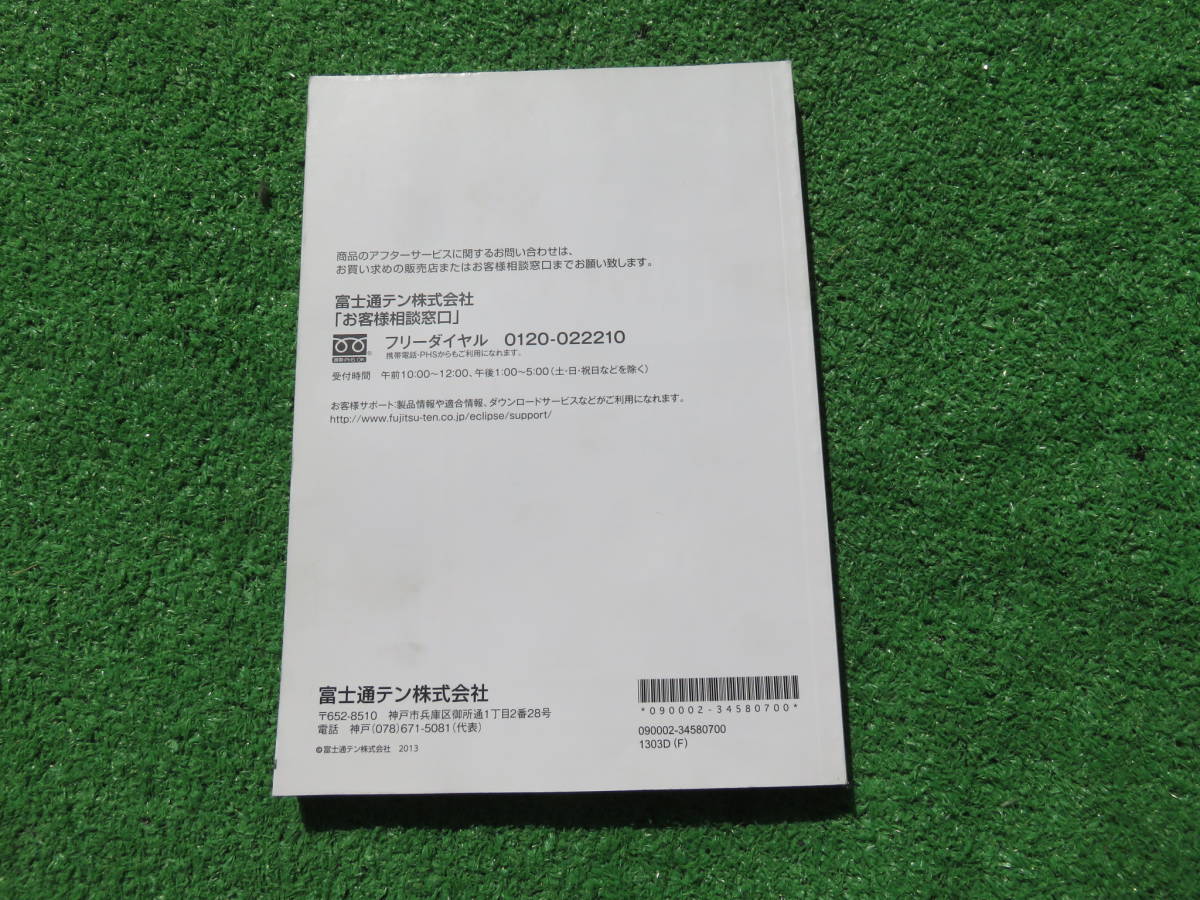 商品のアフターサービスに関するお問い合わせは、
お買い求めの販売店またはお客様相談窓口までお願い致します。
富士通テン株式会社
「お客様相談窓口」
フリーダイヤル 0120-022210
携帯電話・PHSからもご利用になれます。
受付時間 午前10:00～12:00、午後1:00～5:00(土・日・祝日などを除く)
お客様サポート:製品情報や適合情報、ダウンロードサービスなどがご利用になれます。
http://www.fujitsu-ten.co.jp/eclipse/support/
富士通テン株式会社
〒652-8510 神戸市兵庫区御所通1丁目2番28号
電話 神戸(078)671-5081(代表)
©富士通テン株式会社 2013
*090002-34580700*
090002-34580700
1303D(F)